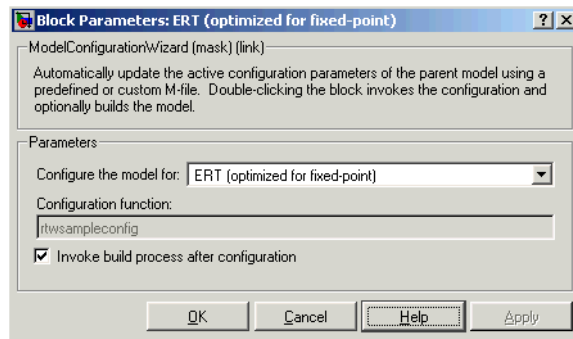 Block Parameters: ERT (optimized for fixed-point)
ModelConfigurationWizard (mask) (link)
Automatically update the active configuration parameters of the parent model using a
predefined or custom M-file. Double-clicking the block invokes the configuration and
optionally builds the model.
Parameters
Configure the model for: ERT (optimized for fixed-point)
Configuration function:
rtwsampleconfig
Invoke build process after configuration
OK Cancel Help Apply